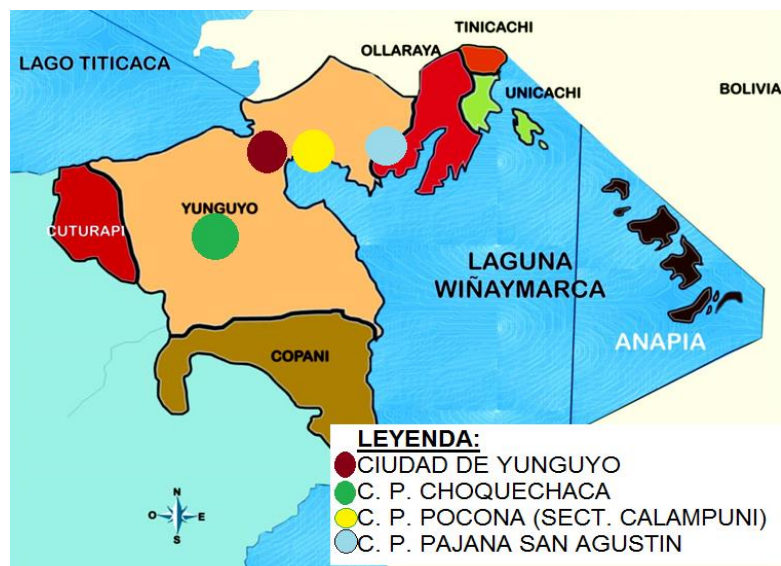 TINICACHI
OLLARAYA
LAGO TITICACA
UNICACHI
BOLIVIA
YUNGUYO
CUTURAPI
LAGUNA
WIÑAYMARCA
ANAPIA
COPANI
LEYENDA:
CIUDAD DE YUNGUYO
C. P. CHOQUECHACA
C. P. POCONA (SECT. CALAMPUNI)
C. P. PAJANA SAN AGUSTIN
N
O E
S